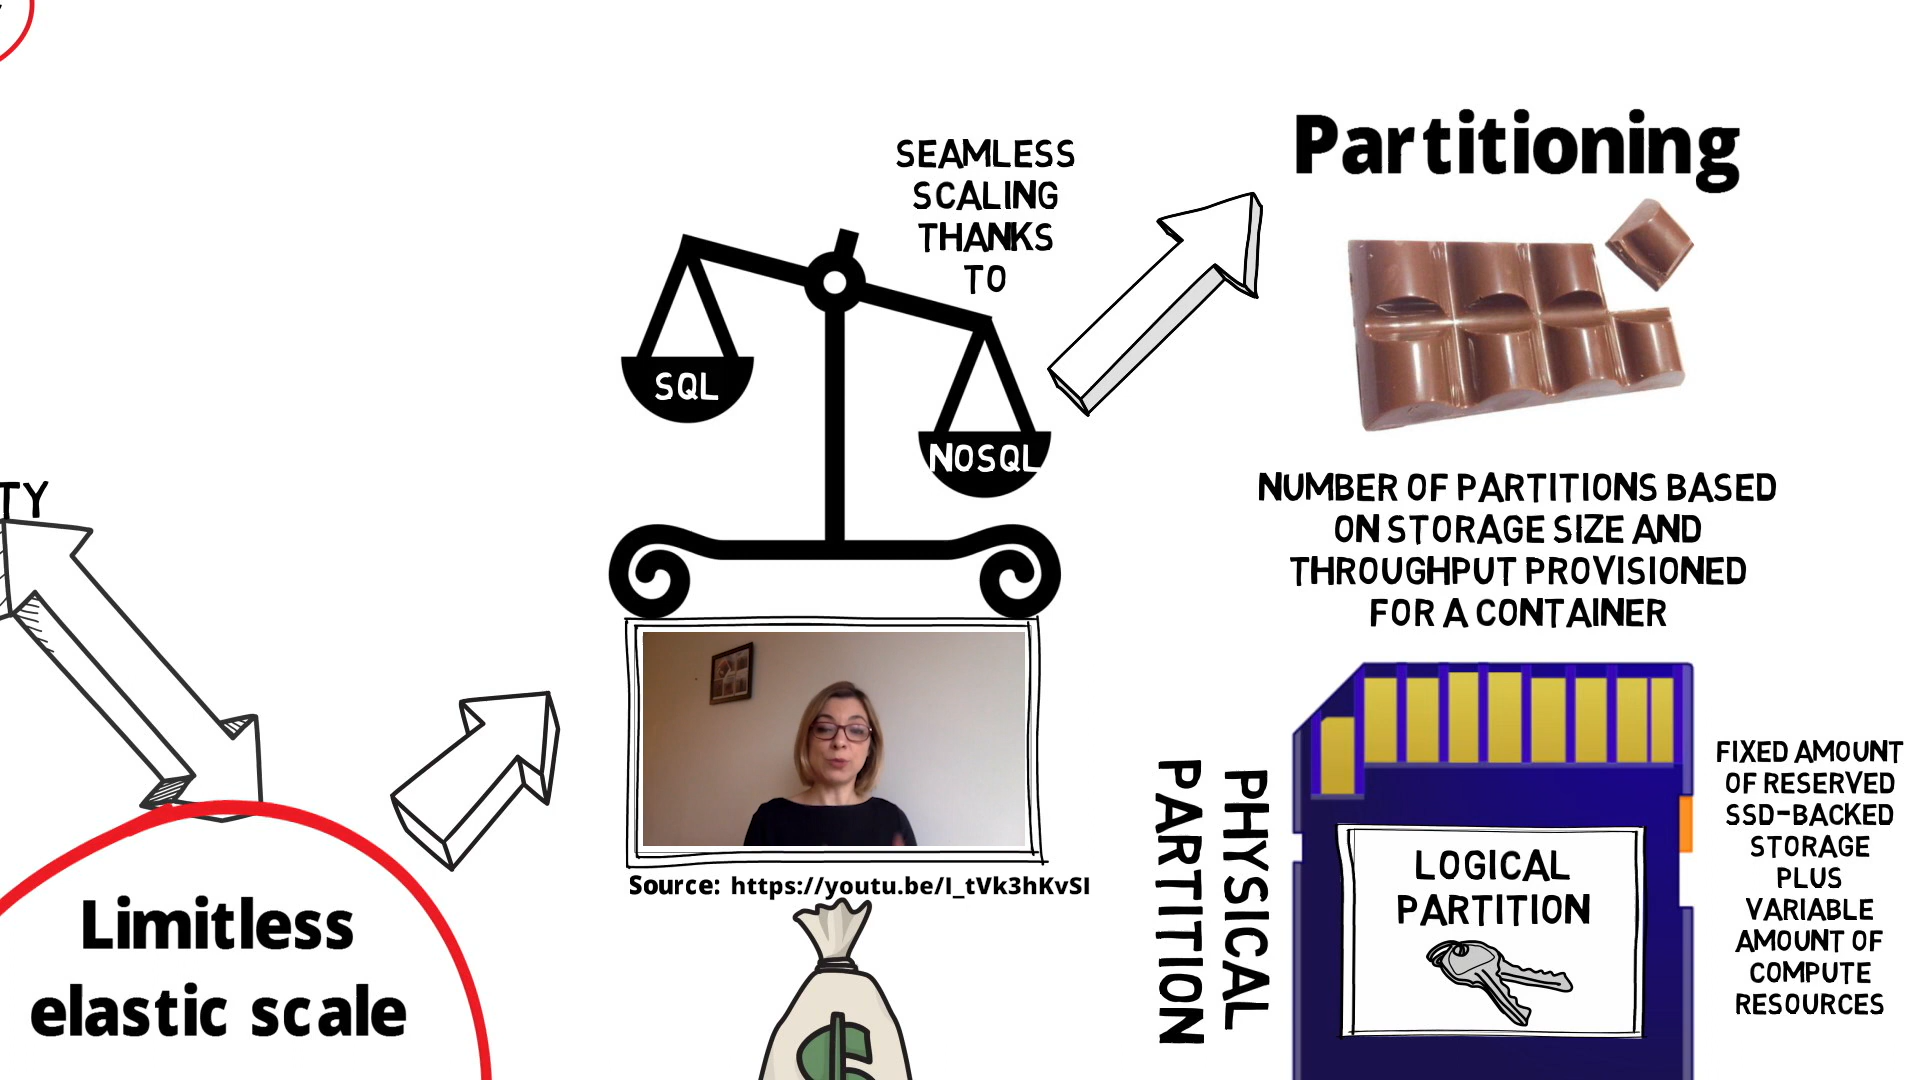 TY
Limitless
elastic scale
SEAMLESS
SCALING
THANKS
TO
SQL
NOSQL
Source: https://youtu.be/I_tVk3hKvSI
Partitioning
NUMBER OF PARTITIONS BASED
ON STORAGE SIZE AND
THROUGHPUT PROVISIONED
FOR A CONTAINER
PHYSICAL
PARTITION
LOGICAL
PARTITION
FIXED AMOUNT
OF RESERVED
SSD-BACKED
STORAGE
PLUS
VARIABLE
AMOUNT OF
COMPUTE
RESOURCES